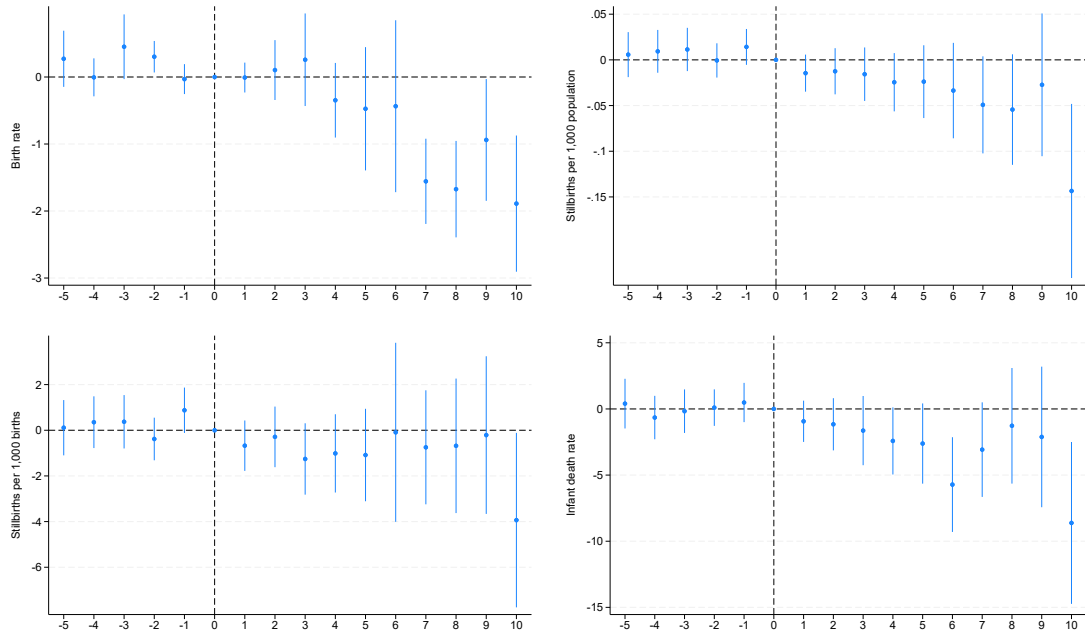 Birth rate
0
-1
-2
-3
-5 -4 -3 -2 -1 0 1 2 3 4 5 6 7 8 9 10
Stillbirths per 1,000 population
.05
0
-.05
-.1
-.15
-5 -4 -3 -2 -1 0 1 2 3 4 5 6 7 8 9 10
Stillbirths per 1,0000 births
2
0
-2
-4
-6
-5 -4 -3 -2 -1 0 1 2 3 4 5 6 7 8 9 10
Infant death rate
5
0
-5
-10
-15
-5 -4 -3 -2 -1 0 1 2 3 4 5 6 7 8 9 10